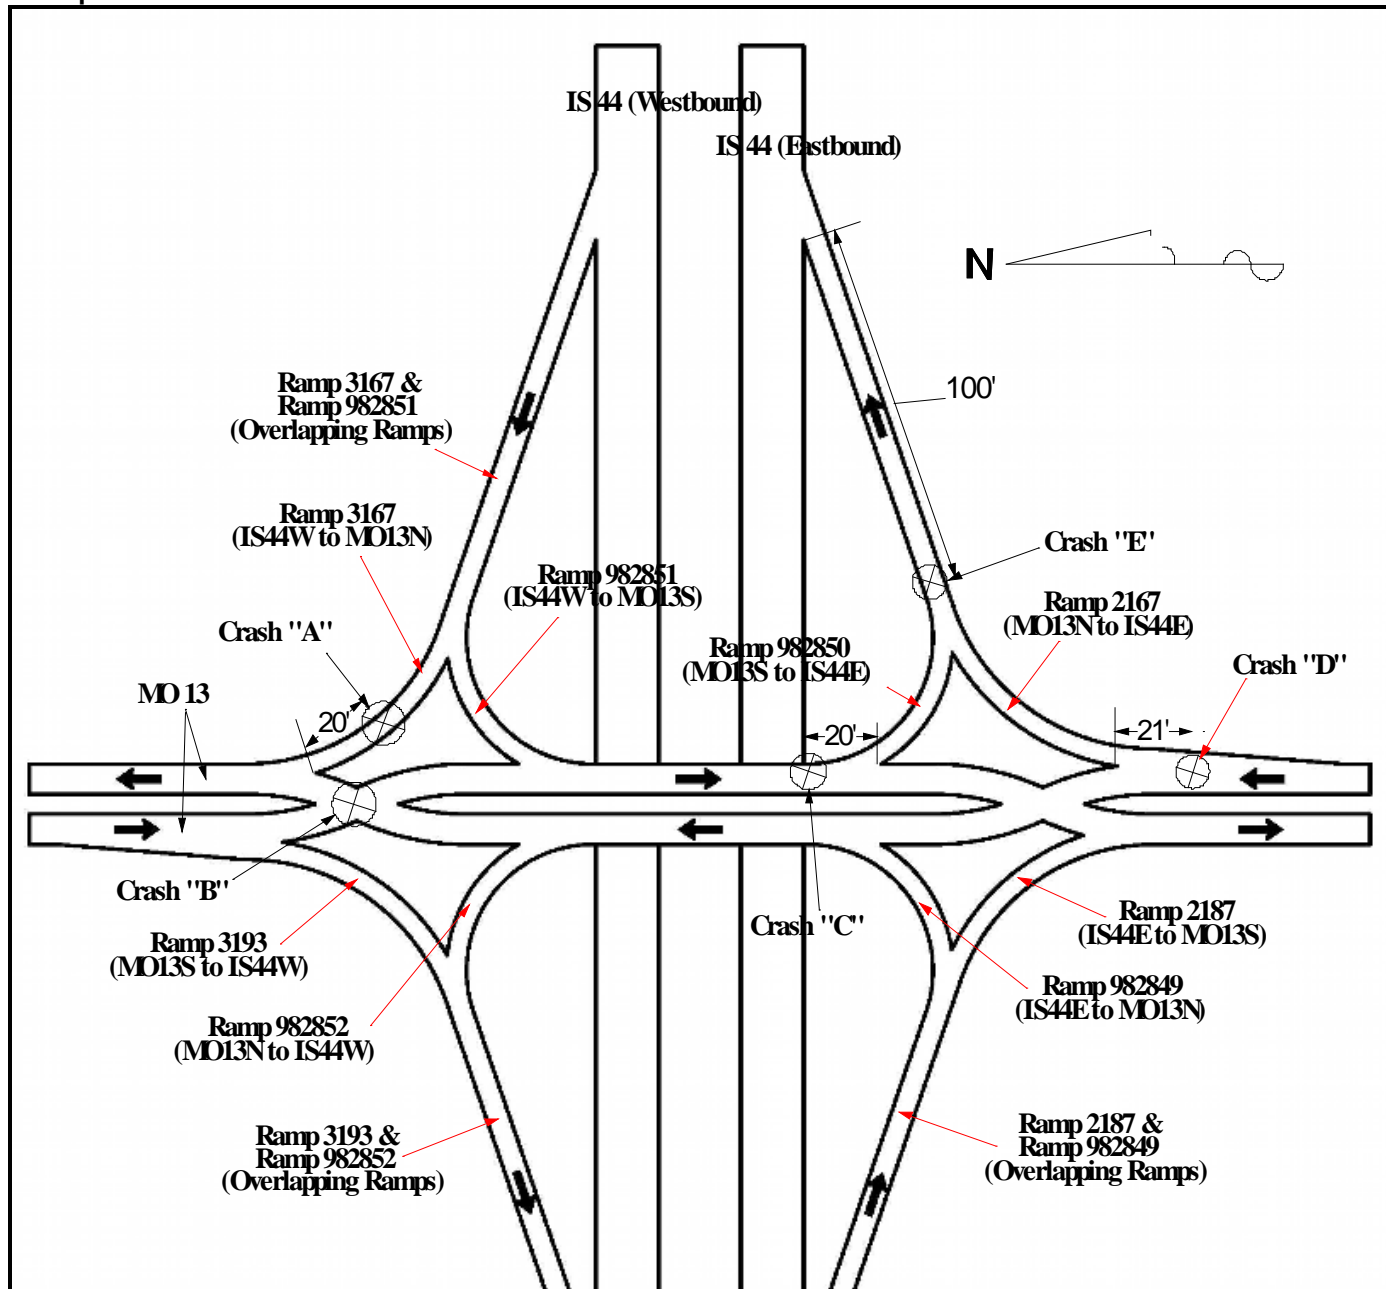 IS 44 (Westbound)
IS 44 (Eastbound)
N
Ramp 3167 &
Ramp 982851
(Overlapping Ramps)
100'
Ramp 3167
(IS44W to MO13N)
Crash "E"
Ramp 982851
(IS44W to MO13S)
Ramp 2167
(MO13N to IS44E)
Crash "A"
Ramp 982850
(MO13S to IS44E)
Crash "D"
MO 13
20'
20'
21'
Crash "B"
Crash "C"
Ramp 3193
(MO13S to IS44W)
Ramp 2187
(IS44E to MO13S)
Ramp 982849
(IS44E to MO13N)
Ramp 982852
(MO13N to IS44W)
Ramp 3193 &
Ramp 982852
(Overlapping Ramps)
Ramp 2187 &
Ramp 982849
(Overlapping Ramps)